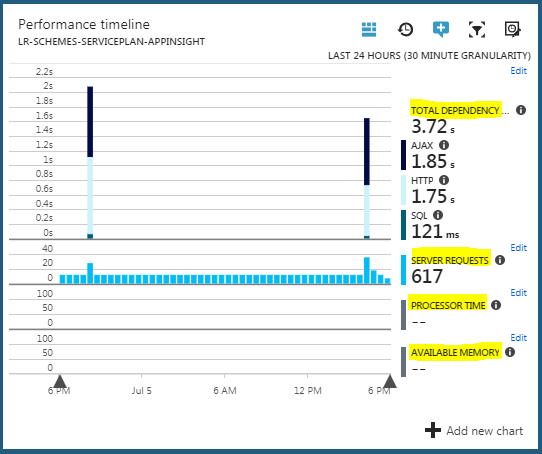 Performance timeline
LR-SCHEMES-SERVICEPLAN-APPINSIGHT
LAST 24 HOURS (30 MINUTE GRANULARITY)
Edit
2.2s
2s
1.8s
1.6s
1.4s
1.2s
1s
0.8s
0.6s
0.4s
0.2s
0s
TOTAL DEPENDENCY ...
3.72 s
AJAX
1.85 s
HTTP
1.75 s
SQL
121 ms
Edit
40
20
0
SERVER REQUESTS
617
Edit
100
50
0
PROCESSOR TIME
--
Edit
100
50
0
AVAILABLE MEMORY
--
6 PM
Jul 5
6 AM
12 PM
6 PM
Add new chart